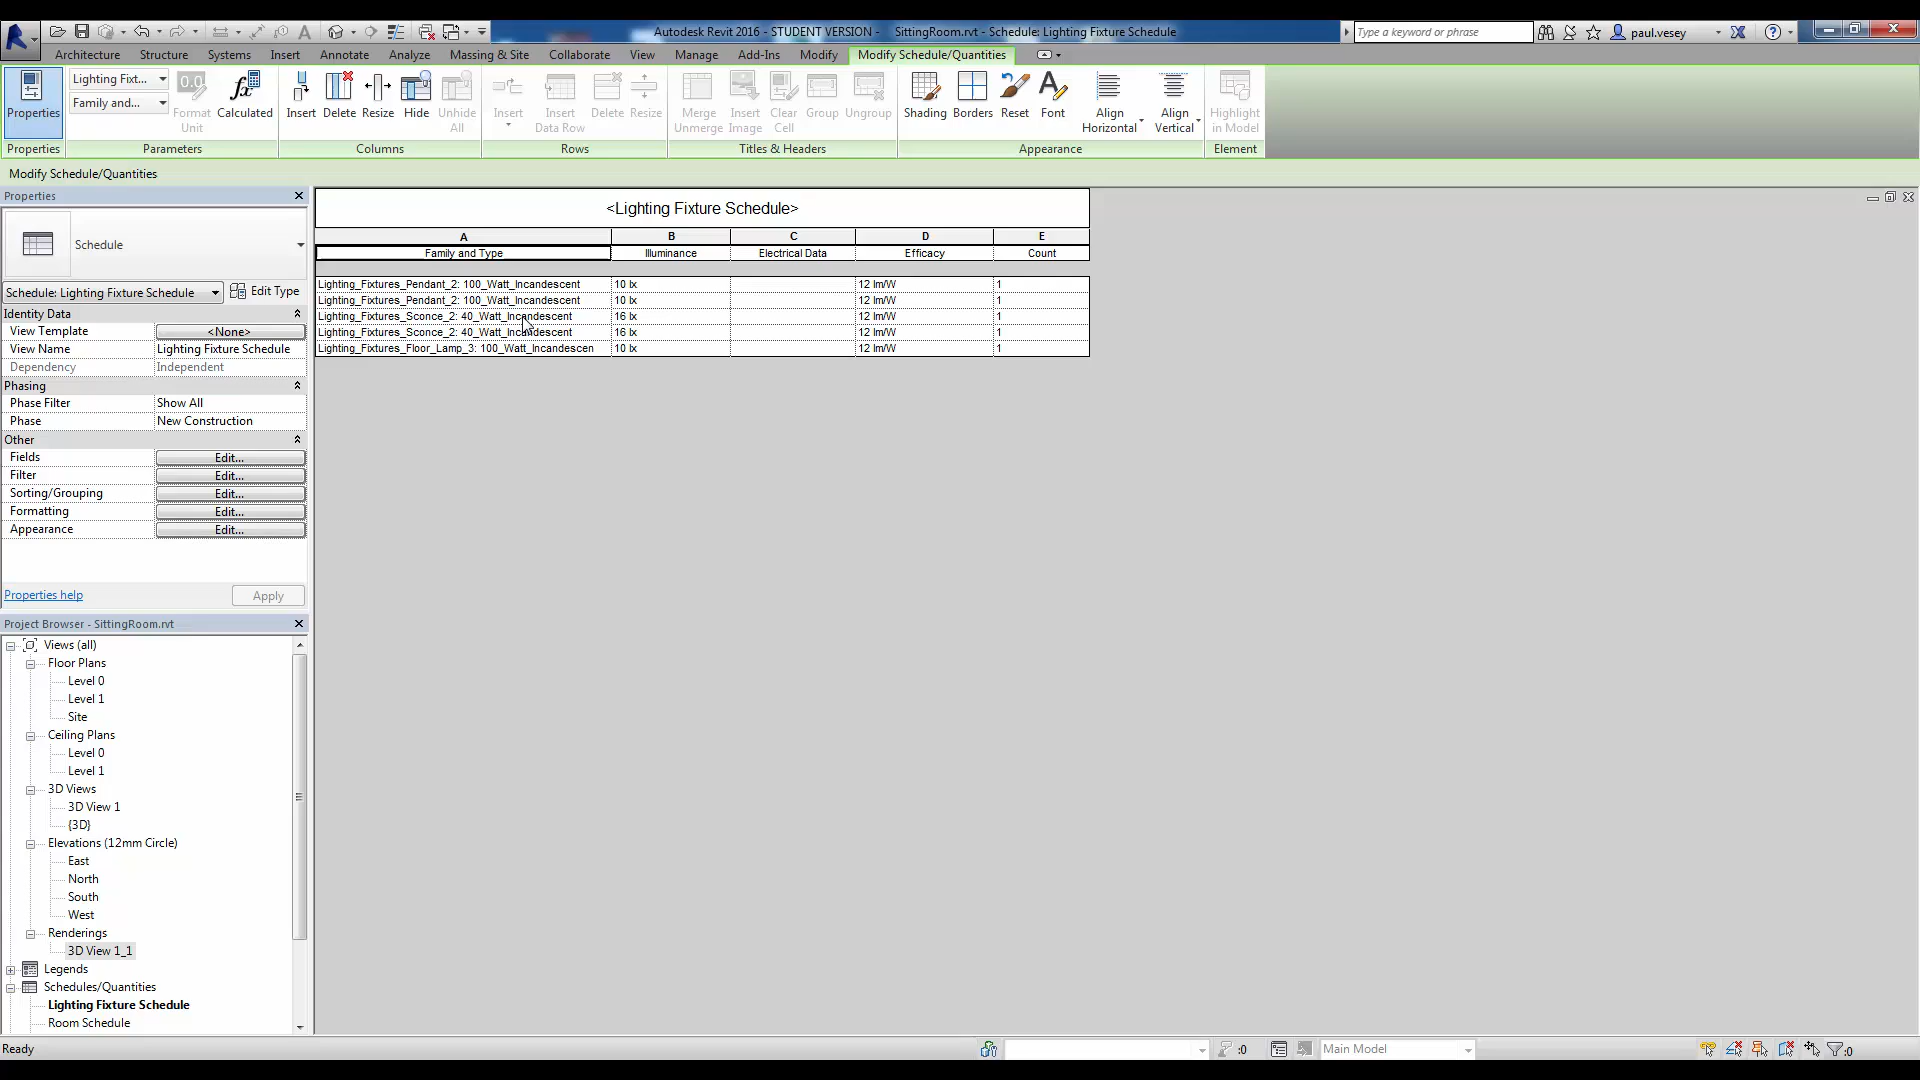 Autodesk Revit 2016 - STUDENT VERSION - SittingRoom.rvt - Schedule: Lighting Fixture Schedule
Type a keyword or phrase
paul.vesey
Architecture Structure Systems Insert Annotate Analyze Massing & Site Collaborate View Manage Add-Ins Modify Modify Schedule/Quantities
Lighting Fixt...
Family and...
Properties
Format Unit
Calculated
Insert Delete Resize Hide Unhide All
Insert Insert Data Row Delete Resize
Merge Unmerge Insert Image Clear Cell Group Ungroup
Shading Borders Reset Font Align Horizontal Align Vertical
Highlight in Model
Properties Parameters Columns Rows Titles & Headers Appearance Element
Modify Schedule/Quantities
Properties
Schedule
Schedule: Lighting Fixture Schedule Edit Type
Identity Data
View Template <None>
View Name Lighting Fixture Schedule
Dependency Independent
Phasing
Phase Filter Show All
Phase New Construction
Other
Fields Edit...
Filter Edit...
Sorting/Grouping Edit...
Formatting Edit...
Appearance Edit...
Properties help Apply
Project Browser - SittingRoom.rvt
Views (all)
Floor Plans
Level 0
Level 1
Site
Ceiling Plans
Level 0
Level 1
3D Views
3D View 1
{3D}
Elevations (12mm Circle)
East
North
South
West
Renderings
3D View 1_1
Legends
Schedules/Quantities
Lighting Fixture Schedule
Room Schedule
<Lighting Fixture Schedule>
A B C D E
Family and Type Illuminance Electrical Data Efficacy Count
Lighting_Fixtures_Pendant_2: 100_Watt_Incandescent 10 lx 12 lm/W 1
Lighting_Fixtures_Pendant_2: 100_Watt_Incandescent 10 lx 12 lm/W 1
Lighting_Fixtures_Sconce_2: 40_Watt_Incandescent 16 lx 12 lm/W 1
Lighting_Fixtures_Sconce_2: 40_Watt_Incandescent 16 lx 12 lm/W 1
Lighting_Fixtures_Floor_Lamp_3: 100_Watt_Incandescen 10 lx 12 lm/W 1
Ready
:0
Main Model
:0